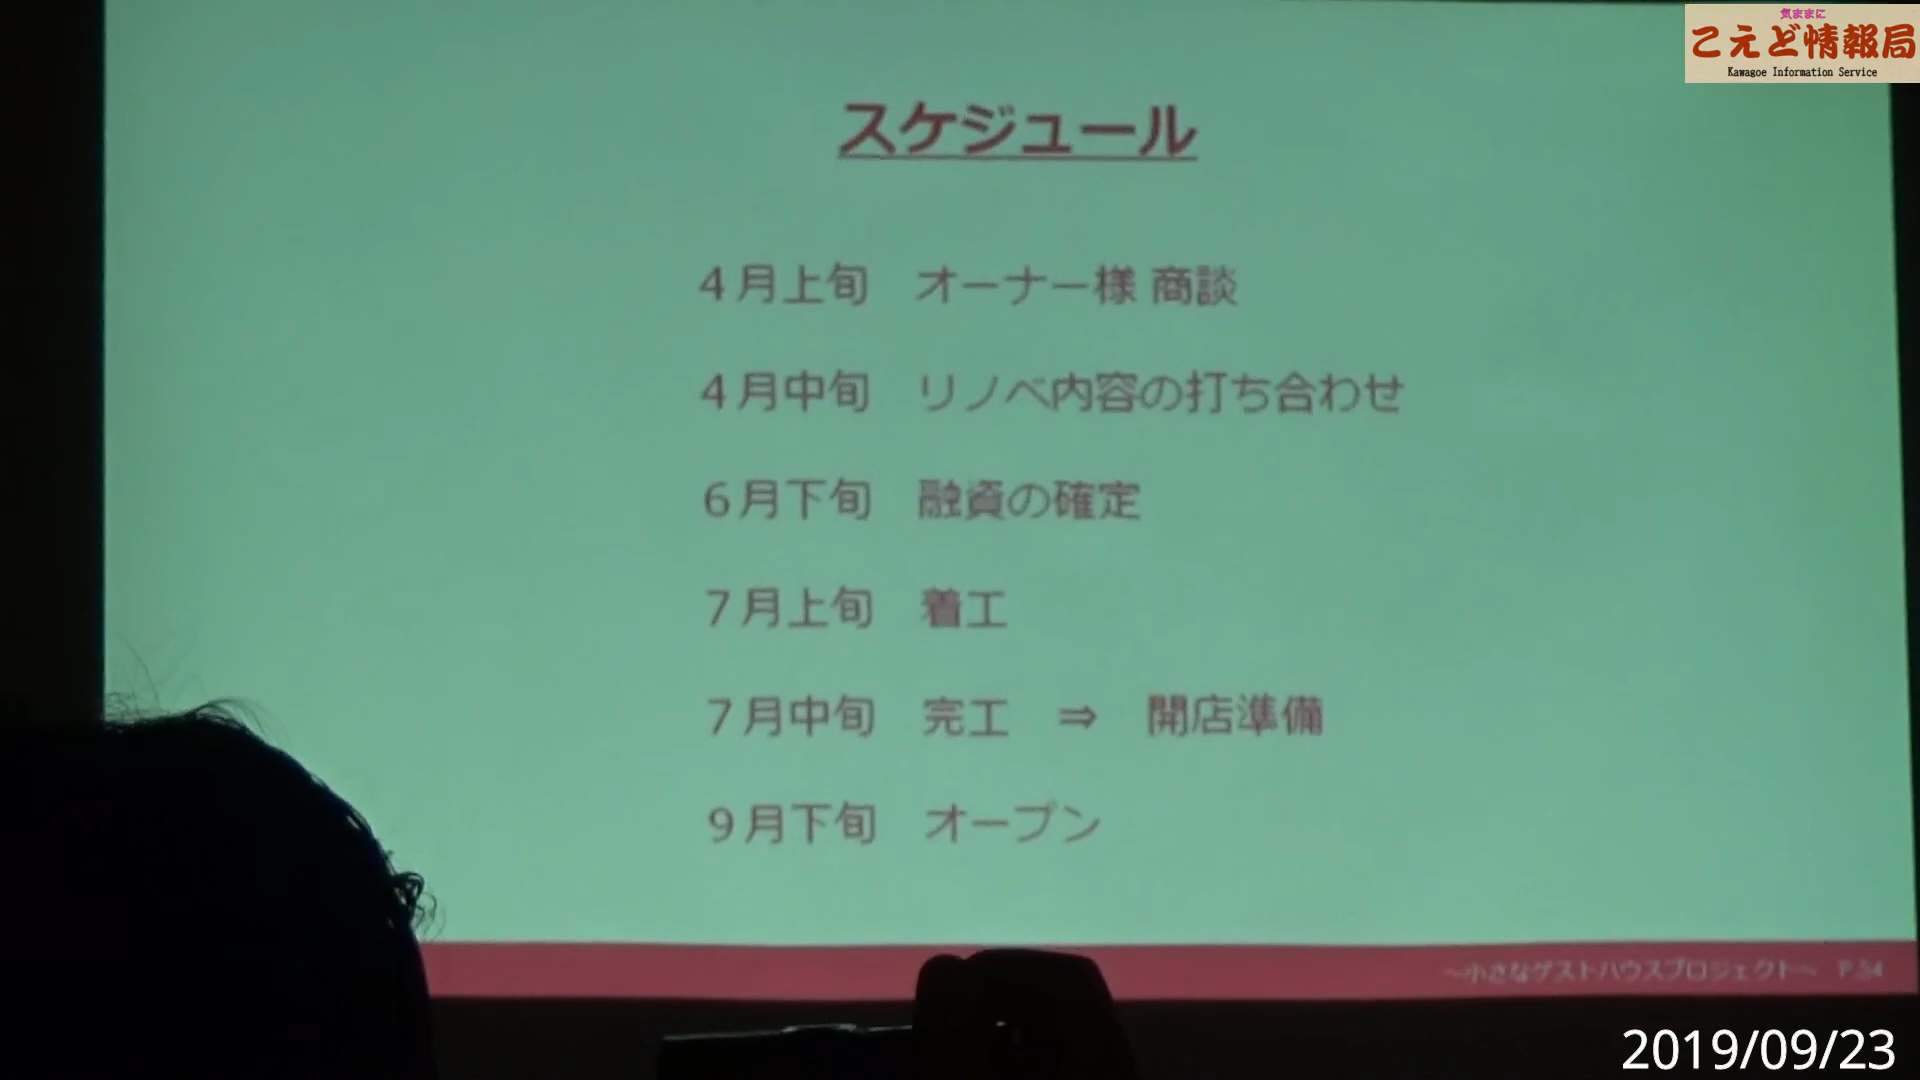 気ままに
こえど情報局
Kawagoe Information Service
スケジュール
4月上旬 オーナー様 商談
4月中旬 リノベ内容の打ち合わせ
6月下旬 融資の確定
7月上旬 着工
7月中旬 完工 ⇒ 開店準備
9月下旬 オープン
～小さなゲストハウスプロジェクト～ P.54
2019/09/23